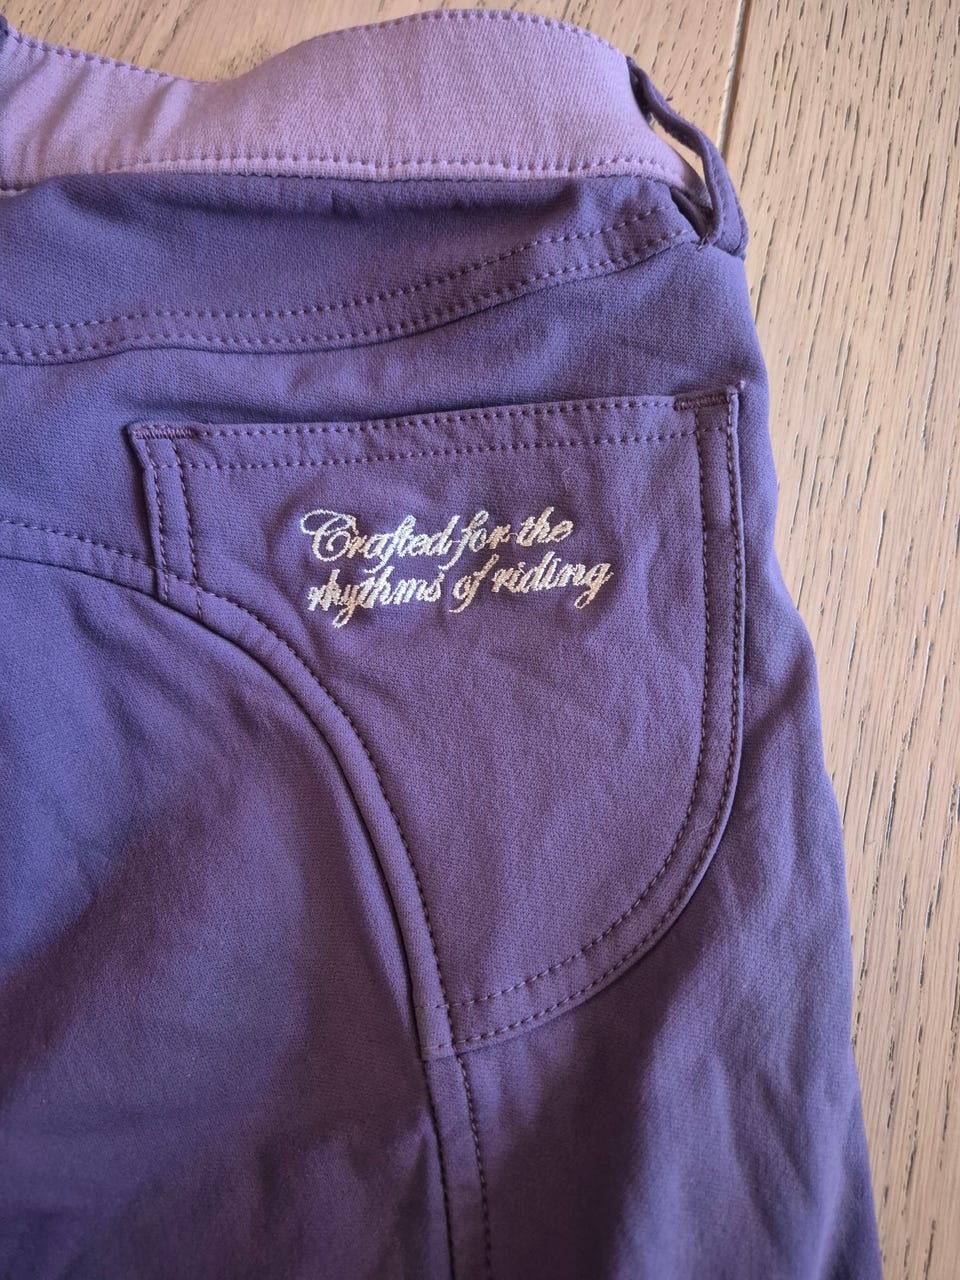 Crafted for the
rhythms of riding